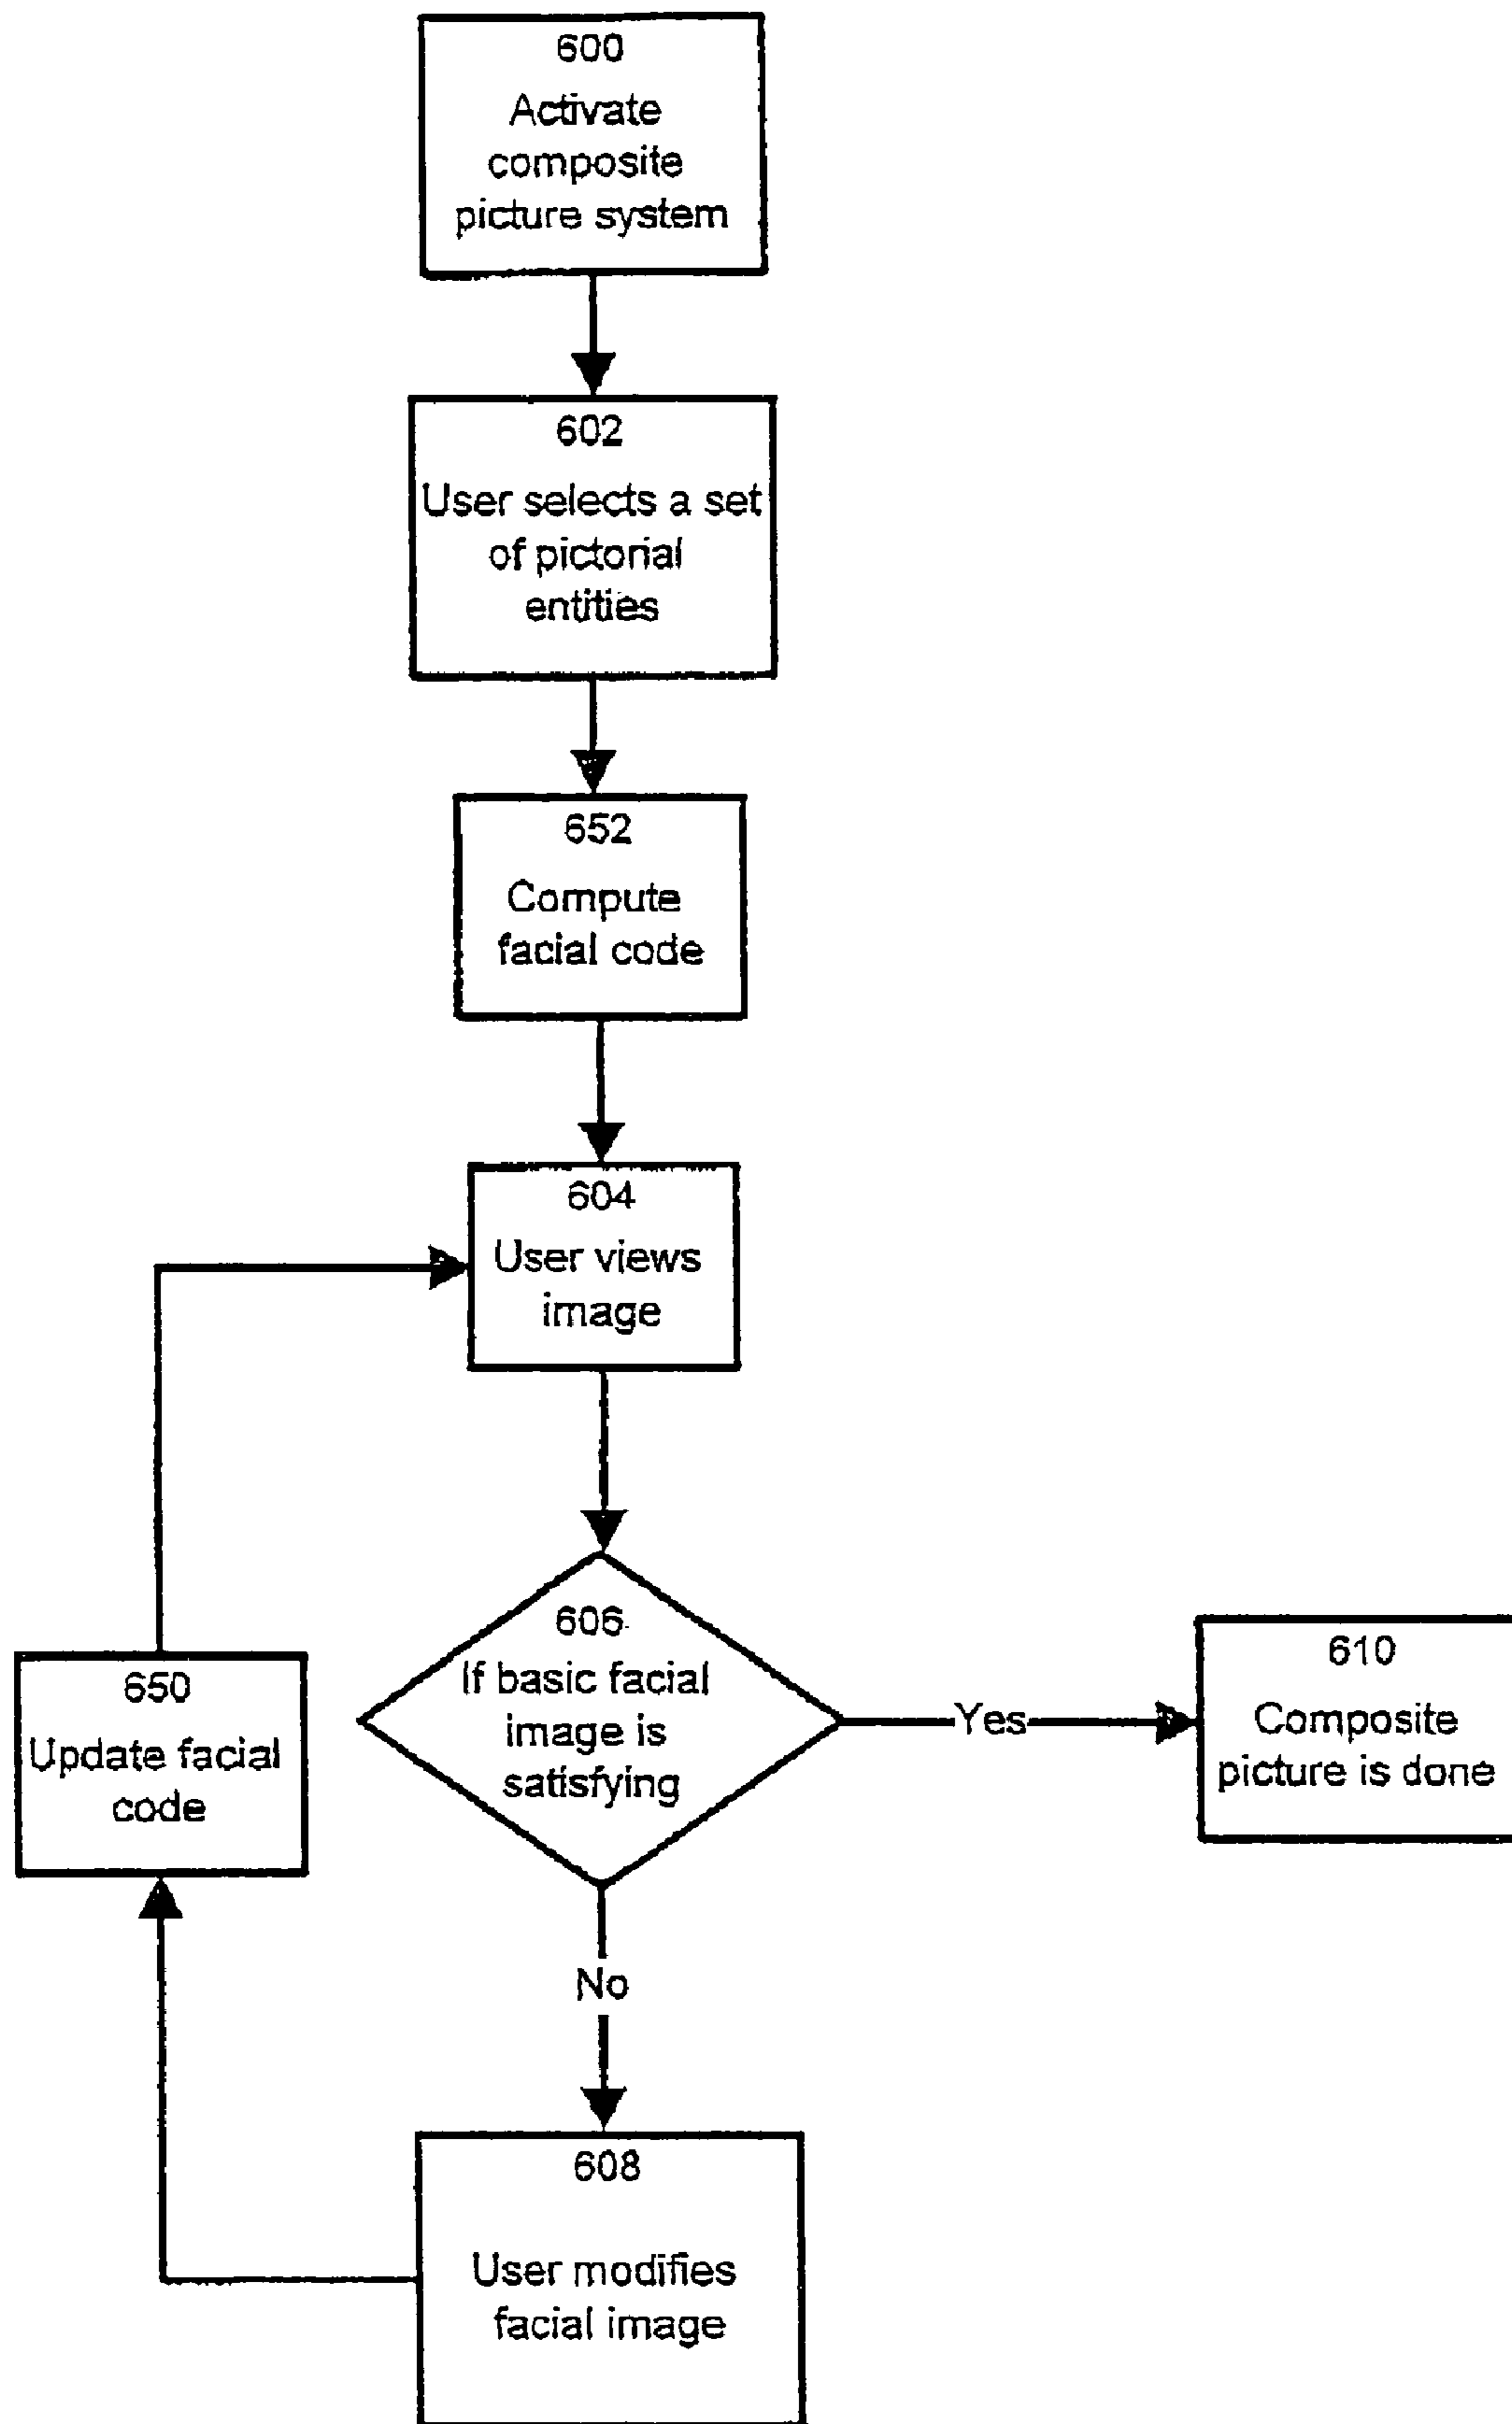 600
Activate
composite
picture system
602
User selects a set
of pictorial
entities
652
Compute
facial code
604
User views
image
606
If basic facial
image is
satisfying
Yes
610
Composite
picture is done
650
Update facial
code
No
608
User modifies
facial image